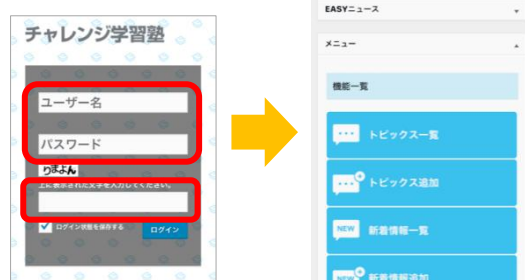 チャレンジ学習塾
ユーザー名
パスワード
りまよん
上に表示された文字を入力してください。
ログイン状態を保存する
ログイン
EASYニュース
メニュー
機能一覧
トピックス一覧
トピックス追加
NEW 新着情報一覧
NEW 新着情報追加